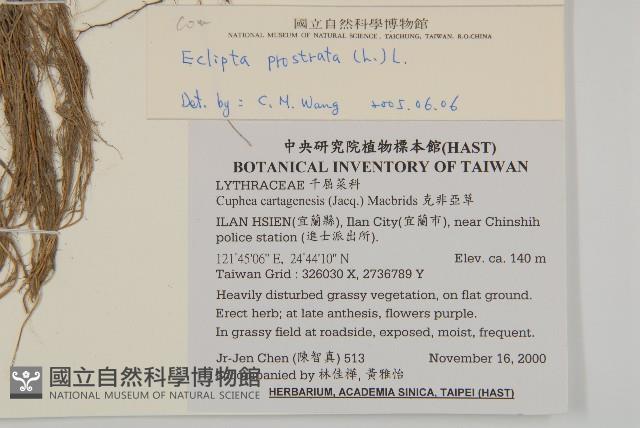 Com
國立自然科學博物館
NATIONAL MUSEUM OF NATURAL SCIENCE, TAICHUNG, TAIWAN, R.O.CHINA
Eclipta prostrata (L.) L.
Det. by: C. M. Wang 2005.06.06
中央研究院植物標本館(HAST)
BOTANICAL INVENTORY OF TAIWAN
LYTHRACEAE 千屈菜科
Cuphea cartagenesis (Jacq.) Macbrids 克非亞草
ILAN HSIEN(宜蘭縣), Ilan City(宜蘭市), near Chinshih
police station (進士派出所).
121°45'06" E, 24°44'10" N Elev. ca. 140 m
Taiwan Grid : 326030 X, 2736789 Y
Heavily disturbed grassy vegetation, on flat ground.
Erect herb; at late anthesis, flowers purple.
In grassy field at roadside, exposed, moist, frequent.
Jr-Jen Chen (陳智真) 513 November 16, 2000
accompanied by 林佳樺, 黃雅怡
HERBARIUM, ACADEMIA SINICA, TAIPEI (HAST)
國立自然科學博物館
NATIONAL MUSEUM OF NATURAL SCIENCE